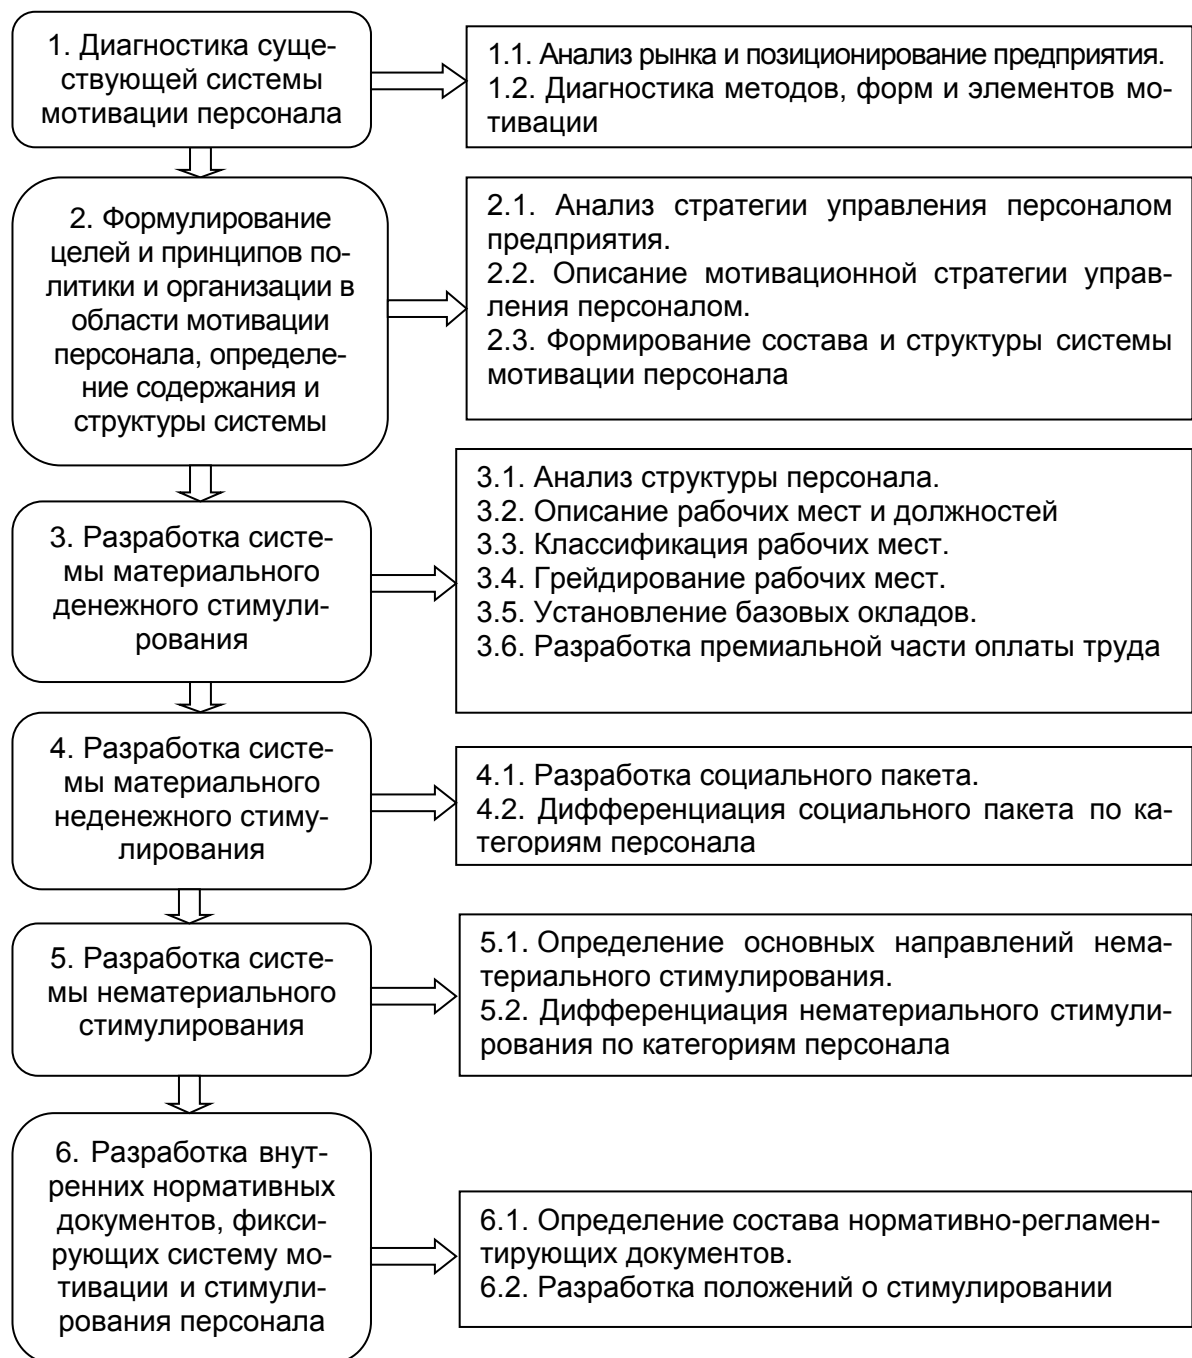 1. Диагностика суще-
ствующей системы
мотивации персонала
1.1. Анализ рынка и позиционирование предприятия.
1.2. Диагностика методов, форм и элементов мо-
тивации
2. Формулирование
целей и принципов по-
литики и организации в
области мотивации
персонала, определе-
ние содержания и
структуры системы
2.1. Анализ стратегии управления персоналом
предприятия.
2.2. Описание мотивационной стратегии управ-
ления персоналом.
2.3. Формирование состава и структуры системы
мотивации персонала
3. Разработка систе-
мы материального
денежного стимули-
рования
3.1. Анализ структуры персонала.
3.2. Описание рабочих мест и должностей
3.3. Классификация рабочих мест.
3.4. Грейдирование рабочих мест.
3.5. Установление базовых окладов.
3.6. Разработка премиальной части оплаты труда
4. Разработка систе-
мы материального
неденежного стиму-
лирования
4.1. Разработка социального пакета.
4.2. Дифференциация социального пакета по ка-
тегориям персонала
5. Разработка систе-
мы нематериального
стимулирования
5.1. Определение основных направлений нема-
териального стимулирования.
5.2. Дифференциация нематериального стимули-
рования по категориям персонала
6. Разработка внут-
ренних нормативных
документов, фикси-
рующих систему мо-
тивации и стимули-
рования персонала
6.1. Определение состава нормативно-регламен-
тирующих документов.
6.2. Разработка положений о стимулировании